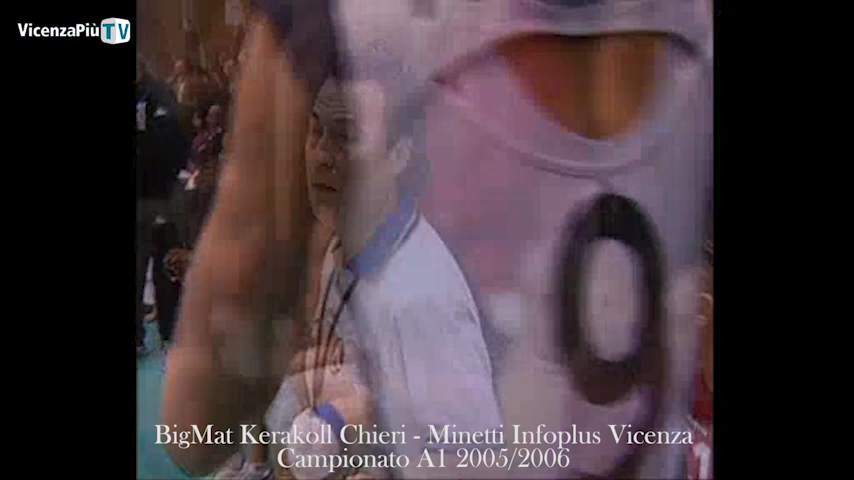 VicenzaPiùTV
9
BigMat Kerakoll Chieri - Minetti Infoplus Vicenza
Campionato A1 2005/2006